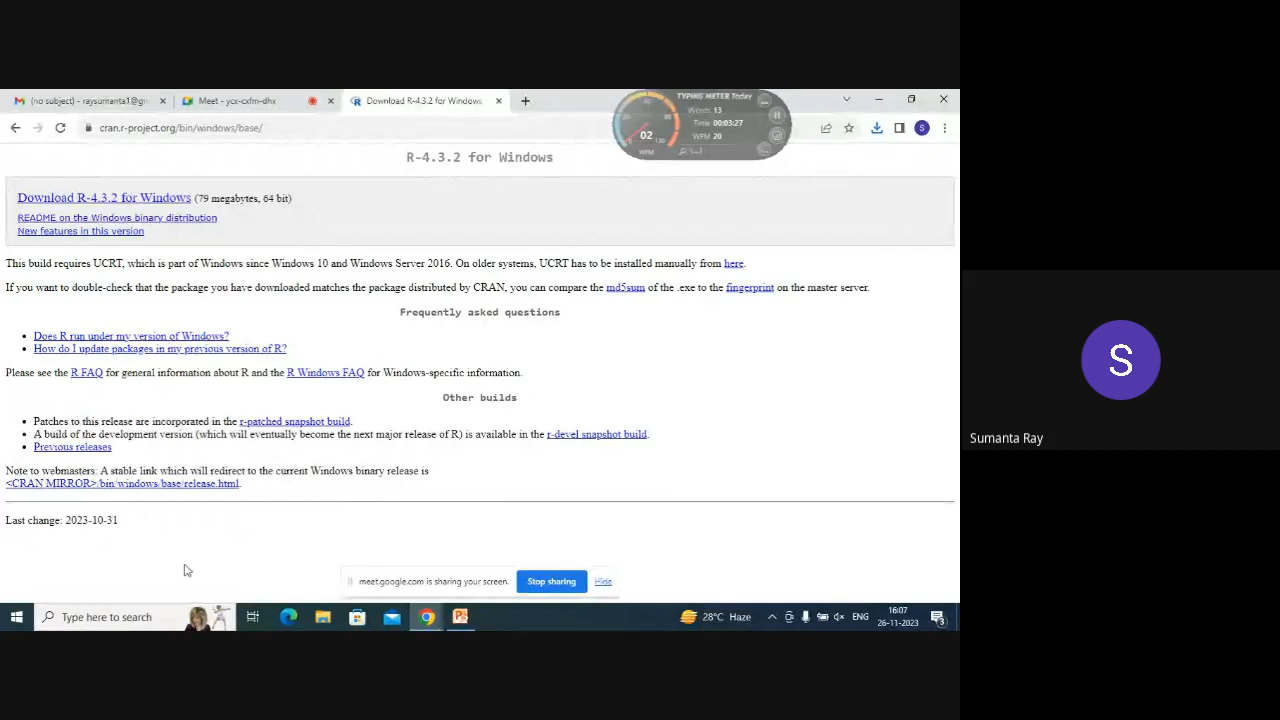 (no subject) - raysumanta1@gm
Meet - ycx-cxfm-dhx
Download R-4.3.2 for Windows
cran.r-project.org/bin/windows/base/
TYPING METER Today
Words 13
Time 00:03:27
WPM 20
02
WPM
R-4.3.2 for Windows
Download R-4.3.2 for Windows (79 megabytes, 64 bit)
README on the Windows binary distribution
New features in this version
This build requires UCRT, which is part of Windows since Windows 10 and Windows Server 2016. On older systems, UCRT has to be installed manually from here.
If you want to double-check that the package you have downloaded matches the package distributed by CRAN, you can compare the md5sum of the .exe to the fingerprint on the master server.
Frequently asked questions
Does R run under my version of Windows?
How do I update packages in my previous version of R?
Please see the R FAQ for general information about R and the R Windows FAQ for Windows-specific information.
Other builds
Patches to this release are incorporated in the r-patched snapshot build.
A build of the development version (which will eventually become the next major release of R) is available in the r-devel snapshot build.
Previous releases
Note to webmasters: A stable link which will redirect to the current Windows binary release is
<CRAN MIRROR>/bin/windows/base/release.html.
Last change: 2023-10-31
meet.google.com is sharing your screen.
Stop sharing
Hide
Type here to search
28°C Haze
ENG
16:07
26-11-2023
3
S
S
Sumanta Ray